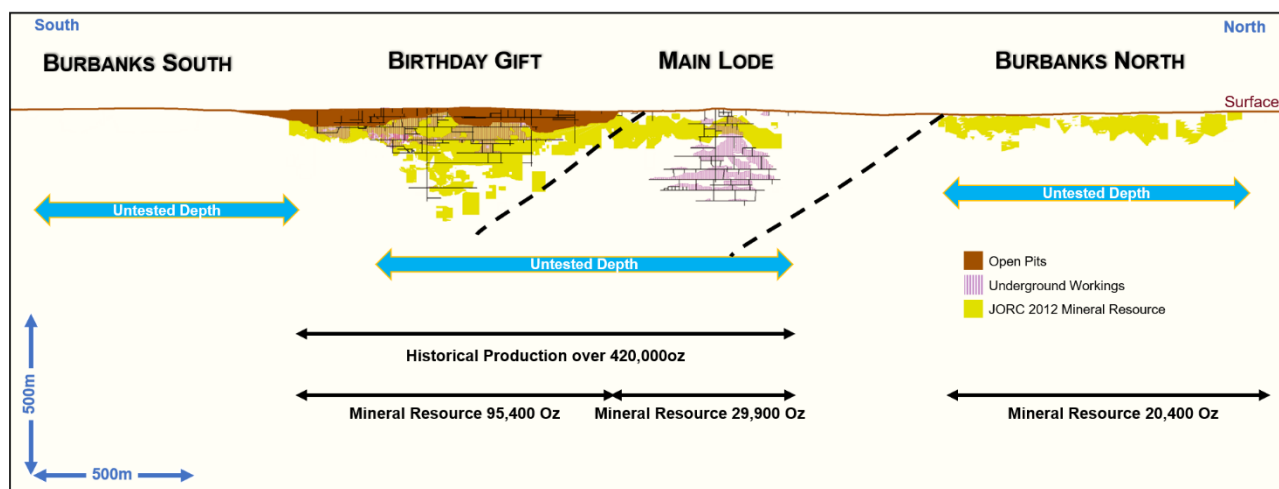 South
North
BURBANKS SOUTH
BIRTHDAY GIFT
MAIN LODE
BURBANKS NORTH
Surface
Untested Depth
Untested Depth
Untested Depth
Open Pits
Underground Workings
JORC 2012 Mineral Resource
Historical Production over 420,000oz
Mineral Resource 95,400 Oz
Mineral Resource 29,900 Oz
Mineral Resource 20,400 Oz
500m
500m